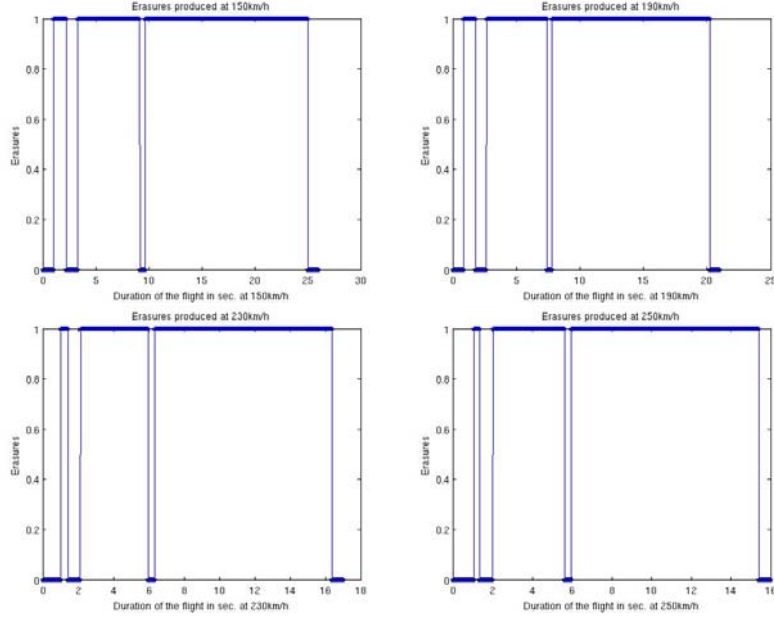 Erasures produced at 150km/h
1
0.8
0.6
0.4
0.2
0
Erasures
0 5 10 15 20 25 30
Duration of the flight in sec. at 150km/h
Erasures produced at 190km/h
1
0.8
0.6
0.4
0.2
0
Erasures
0 5 10 15 20 25
Duration of the flight in sec. at 190km/h
Erasures produced at 230km/h
1
0.8
0.6
0.4
0.2
0
Erasures
0 2 4 6 8 10 12 14 16 18
Duration of the flight in sec. at 230km/h
Erasures produced at 250km/h
1
0.8
0.6
0.4
0.2
0
Erasures
0 2 4 6 8 10 12 14 16
Duration of the flight in sec. at 250km/h